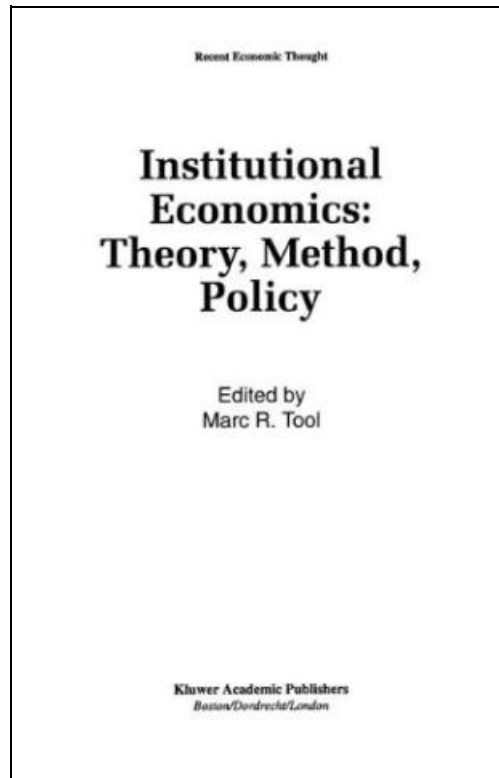 Recent Economic Thought
Institutional
Economics:
Theory, Method,
Policy
Edited by
Marc R. Tool
Kluwer Academic Publishers
Boston/Dordrecht/London